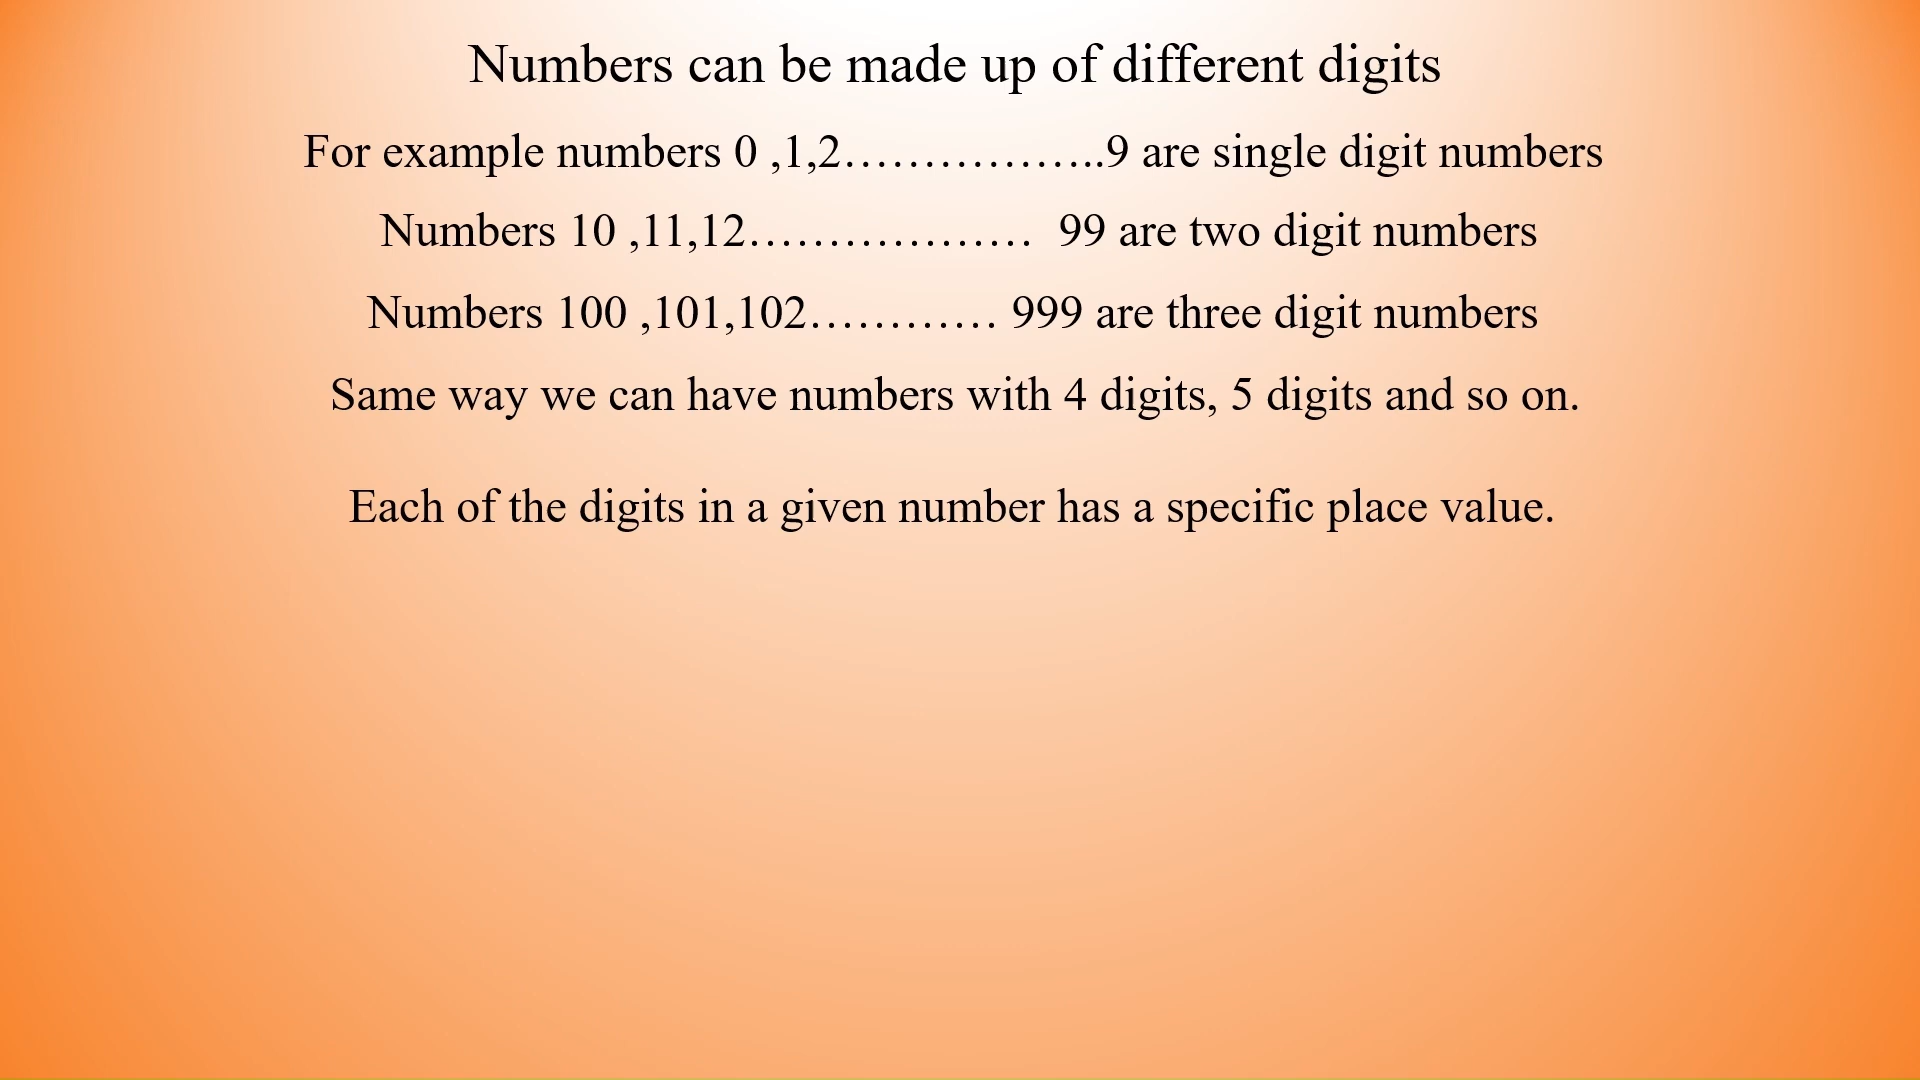 Numbers can be made up of different digits
For example numbers 0 ,1,2……………..9 are single digit numbers
Numbers 10 ,11,12………………  99 are two digit numbers
Numbers 100 ,101,102………… 999 are three digit numbers
Same way we can have numbers with 4 digits, 5 digits and so on.
Each of the digits in a given number has a specific place value.